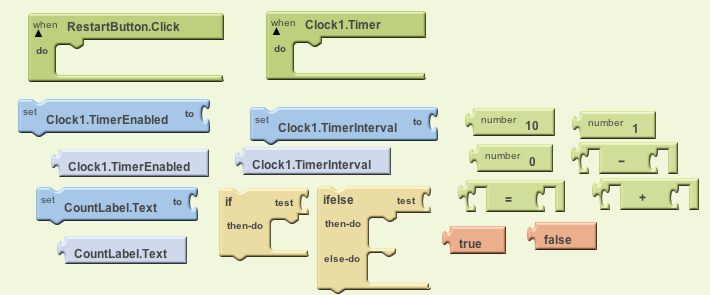 when RestartButton.Click
do
when Clock1.Timer
do
set Clock1.TimerEnabled to
set Clock1.TimerInterval to
number 10
number 1
Clock1.TimerEnabled
Clock1.TimerInterval
number 0
−
set CountLabel.Text to
if test
then-do
ifelse test
then-do
else-do
=
+
CountLabel.Text
true
false